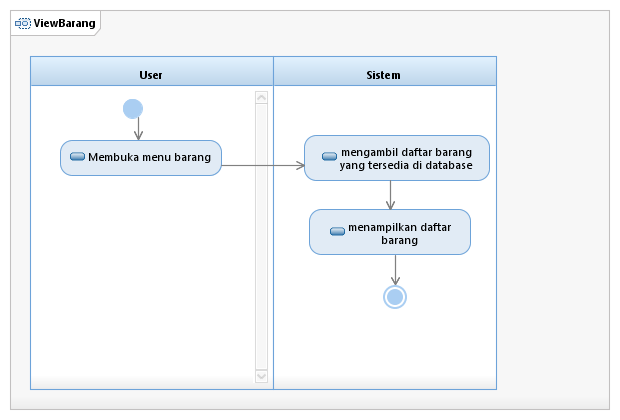 ViewBarang
User
Sistem
Membuka menu barang
mengambil daftar barang
yang tersedia di database
menampilkan daftar
barang